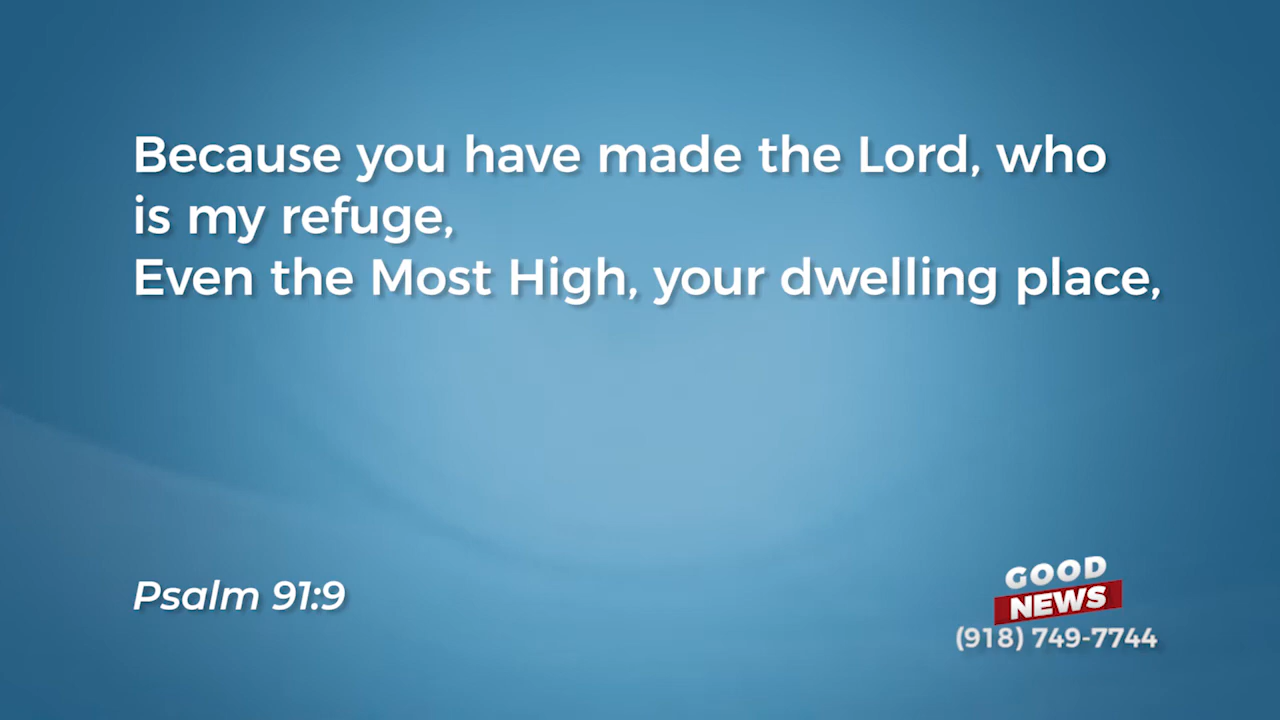 Because you have made the Lord, who
is my refuge,
Even the Most High, your dwelling place,
Psalm 91:9
GOOD
NEWS
(918) 749-7744